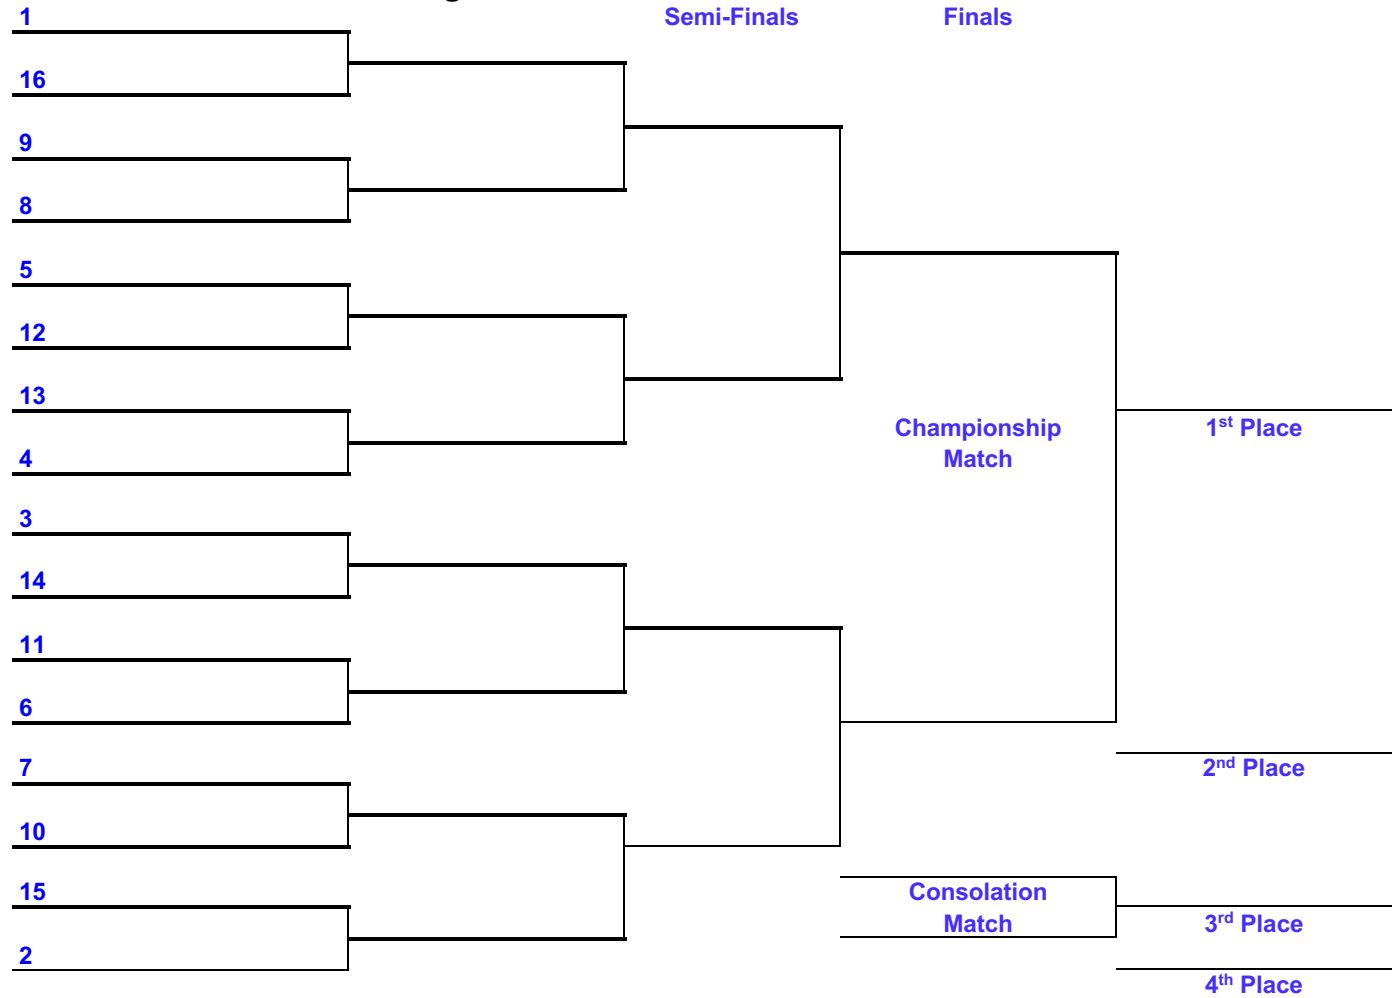 Semi-Finals
Finals
1
16
9
8
5
12
13
4
3
14
11
6
7
10
15
2
Championship
Match
1st Place
2nd Place
Consolation
Match
3rd Place
4th Place